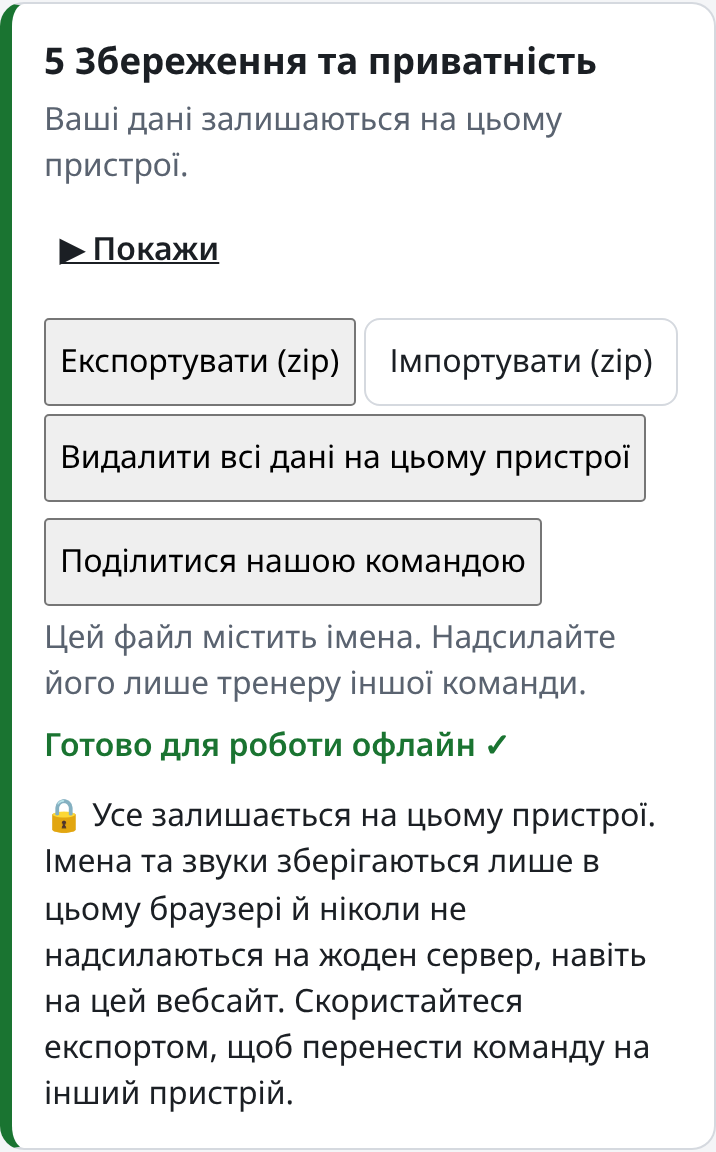 5 Збереження та приватність
Ваші дані залишаються на цьому
пристрої.
▶ Покажи
Експортувати (zip) Імпортувати (zip)
Видалити всі дані на цьому пристрої
Поділитися нашою командою
Цей файл містить імена. Надсилайте
його лише тренеру іншої команди.
Готово для роботи офлайн ✓
🔒 Усе залишається на цьому пристрої.
Імена та звуки зберігаються лише в
цьому браузері й ніколи не
надсилаються на жоден сервер, навіть
на цей вебсайт. Скористайтеся
експортом, щоб перенести команду на
інший пристрій.